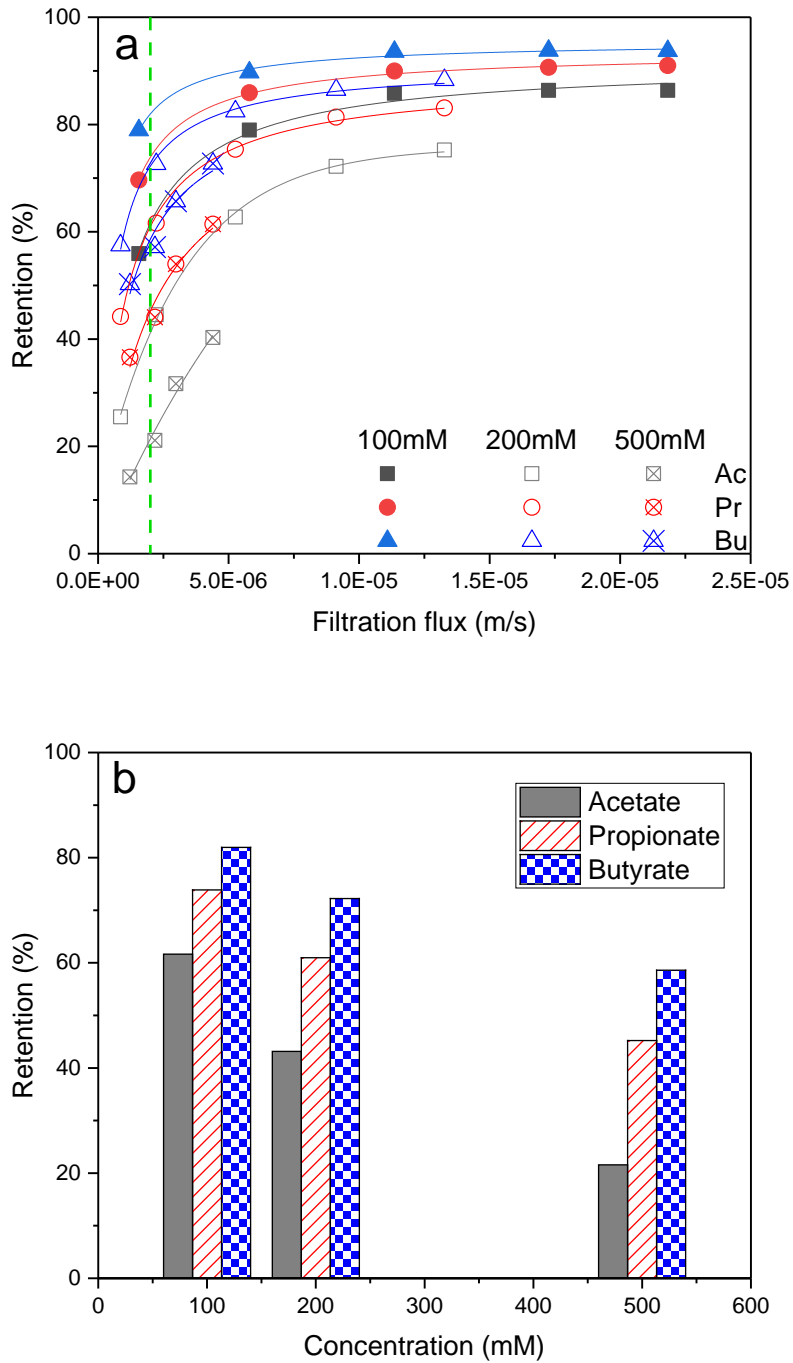 a
100
80
60
40
20
0
Retention (%)
100mM 200mM 500mM
Ac
Pr
Bu
0.0E+00 5.0E-06 1.0E-05 1.5E-05 2.0E-05 2.5E-05
Filtration flux (m/s)
b
100
80
60
40
20
0
Retention (%)
Acetate
Propionate
Butyrate
0 100 200 300 400 500 600
Concentration (mM)